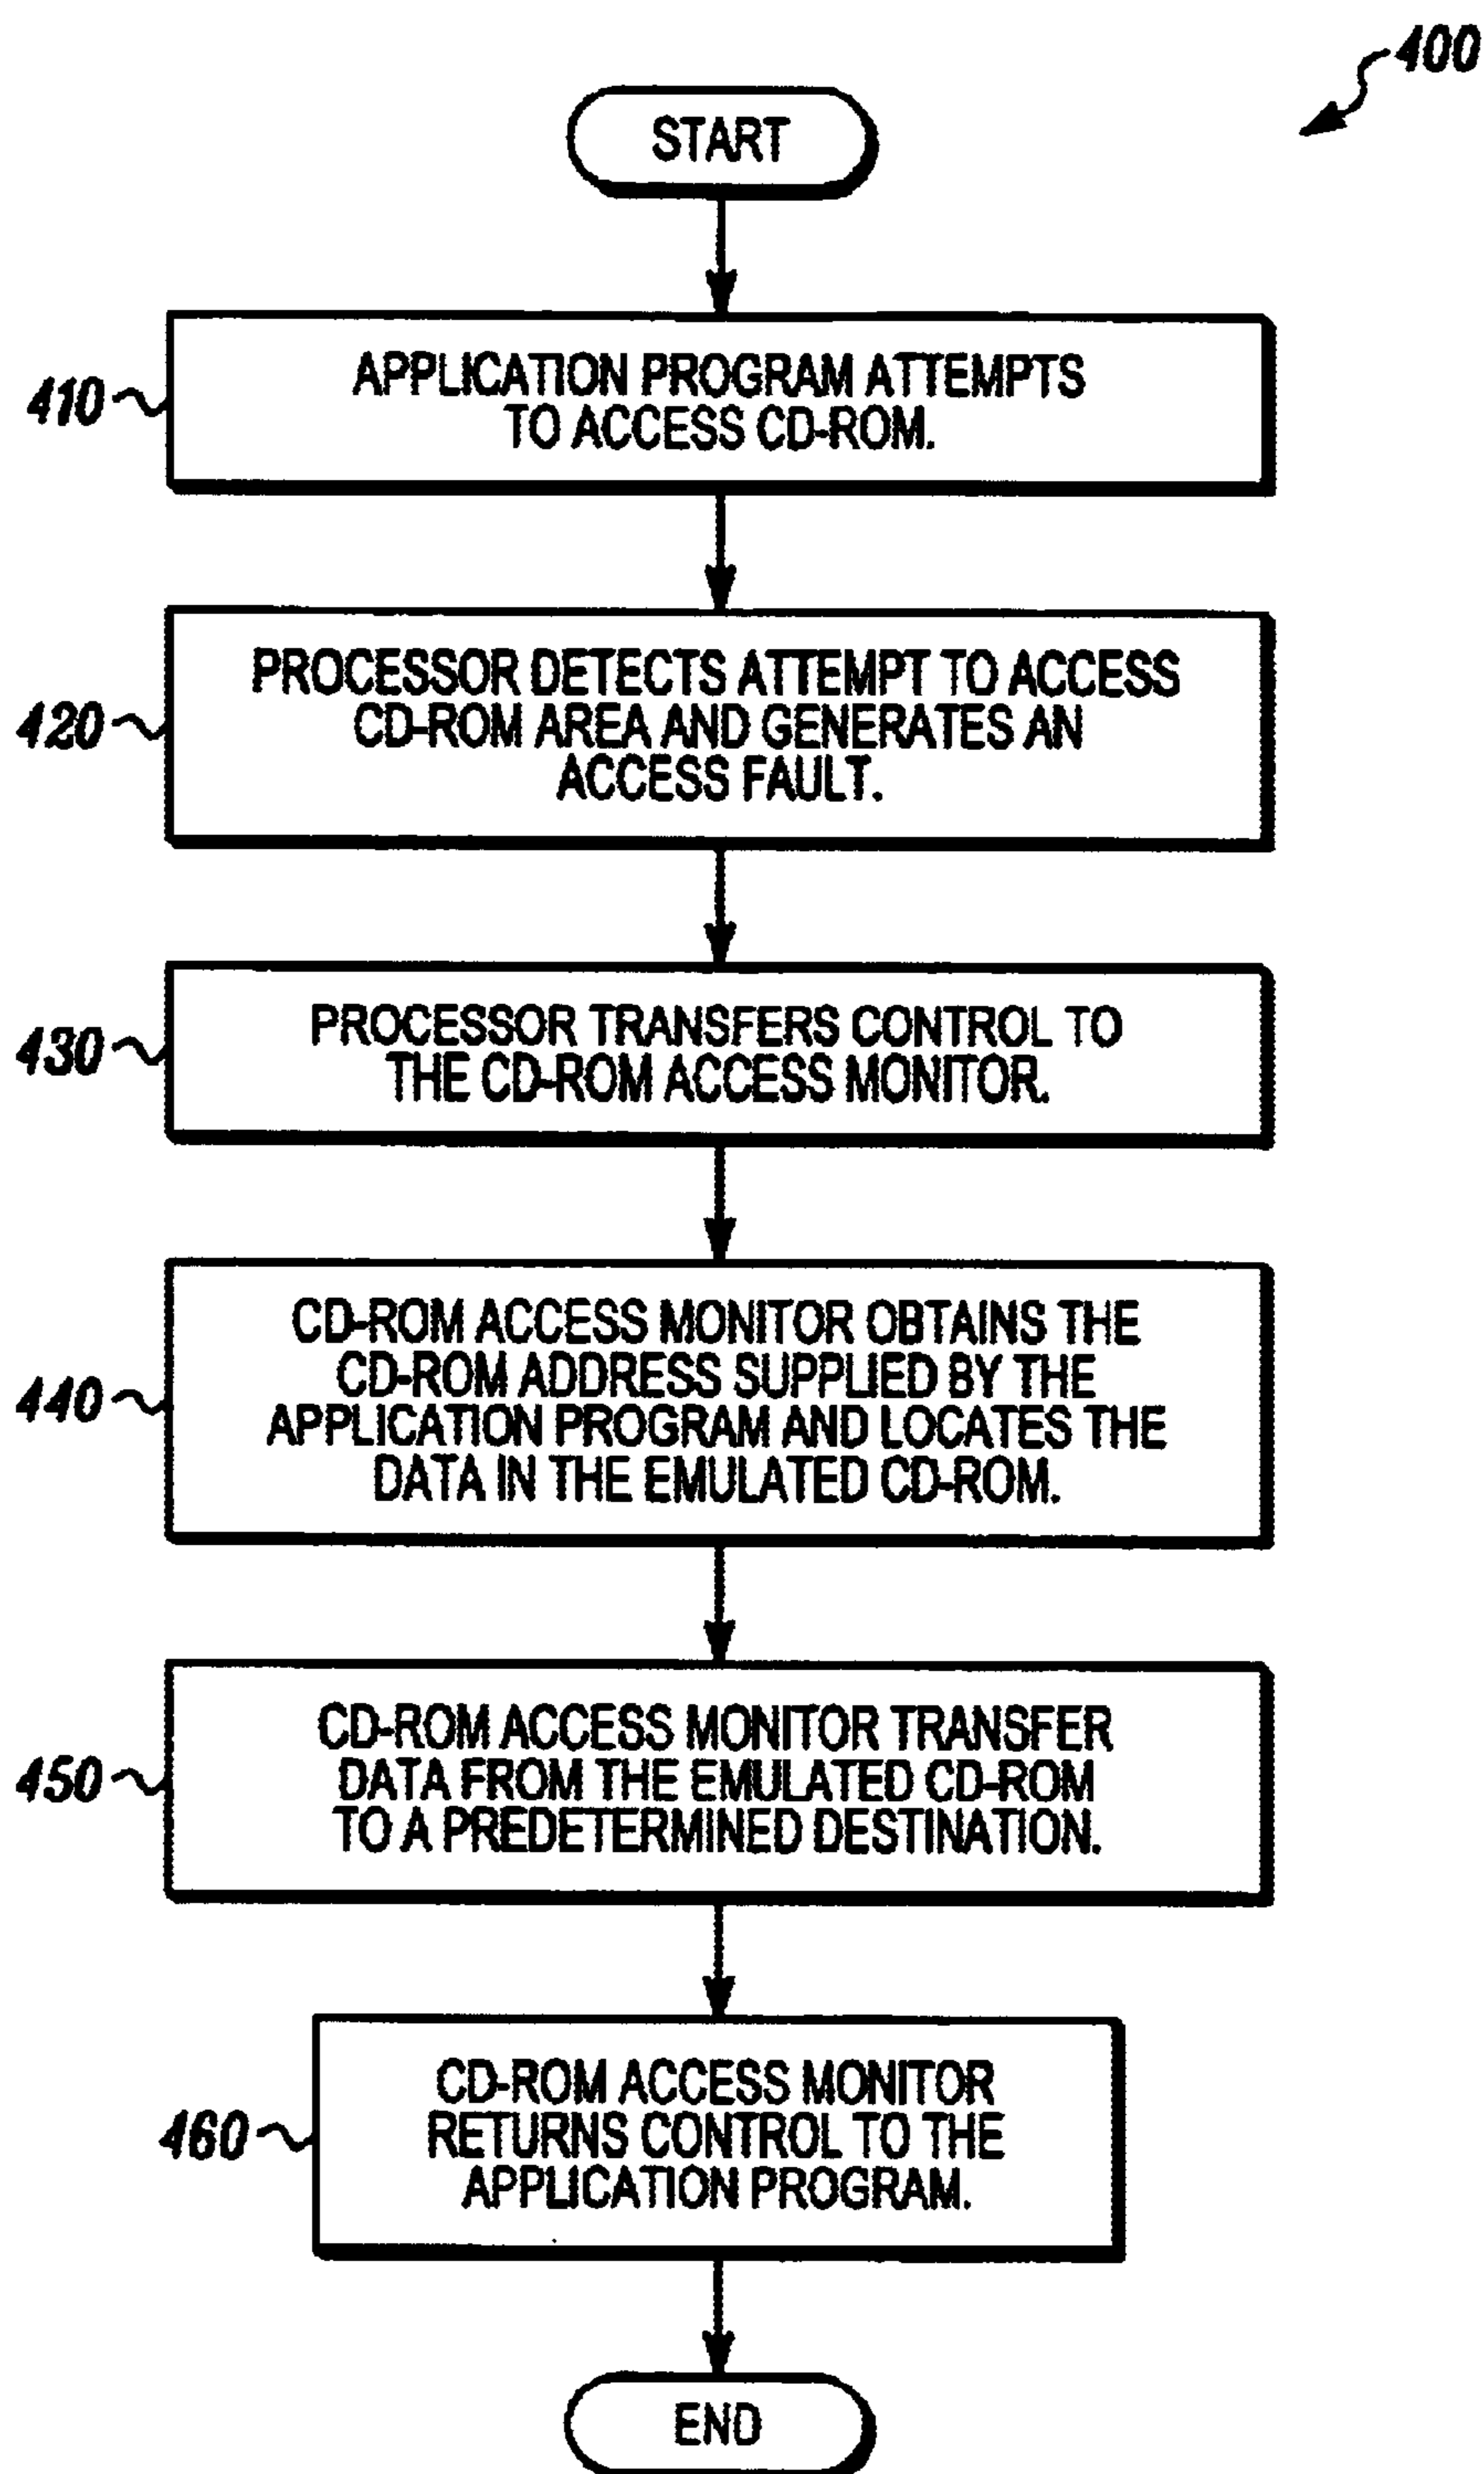 400
START
410
APPLICATION PROGRAM ATTEMPTS
TO ACCESS CD-ROM.
420
PROCESSOR DETECTS ATTEMPT TO ACCESS
CD-ROM AREA AND GENERATES AN
ACCESS FAULT.
430
PROCESSOR TRANSFERS CONTROL TO
THE CD-ROM ACCESS MONITOR.
440
CD-ROM ACCESS MONITOR OBTAINS THE
CD-ROM ADDRESS SUPPLIED BY THE
APPLICATION PROGRAM AND LOCATES THE
DATA IN THE EMULATED CD-ROM.
450
CD-ROM ACCESS MONITOR TRANSFER
DATA FROM THE EMULATED CD-ROM
TO A PREDETERMINED DESTINATION.
460
CD-ROM ACCESS MONITOR
RETURNS CONTROL TO THE
APPLICATION PROGRAM.
END